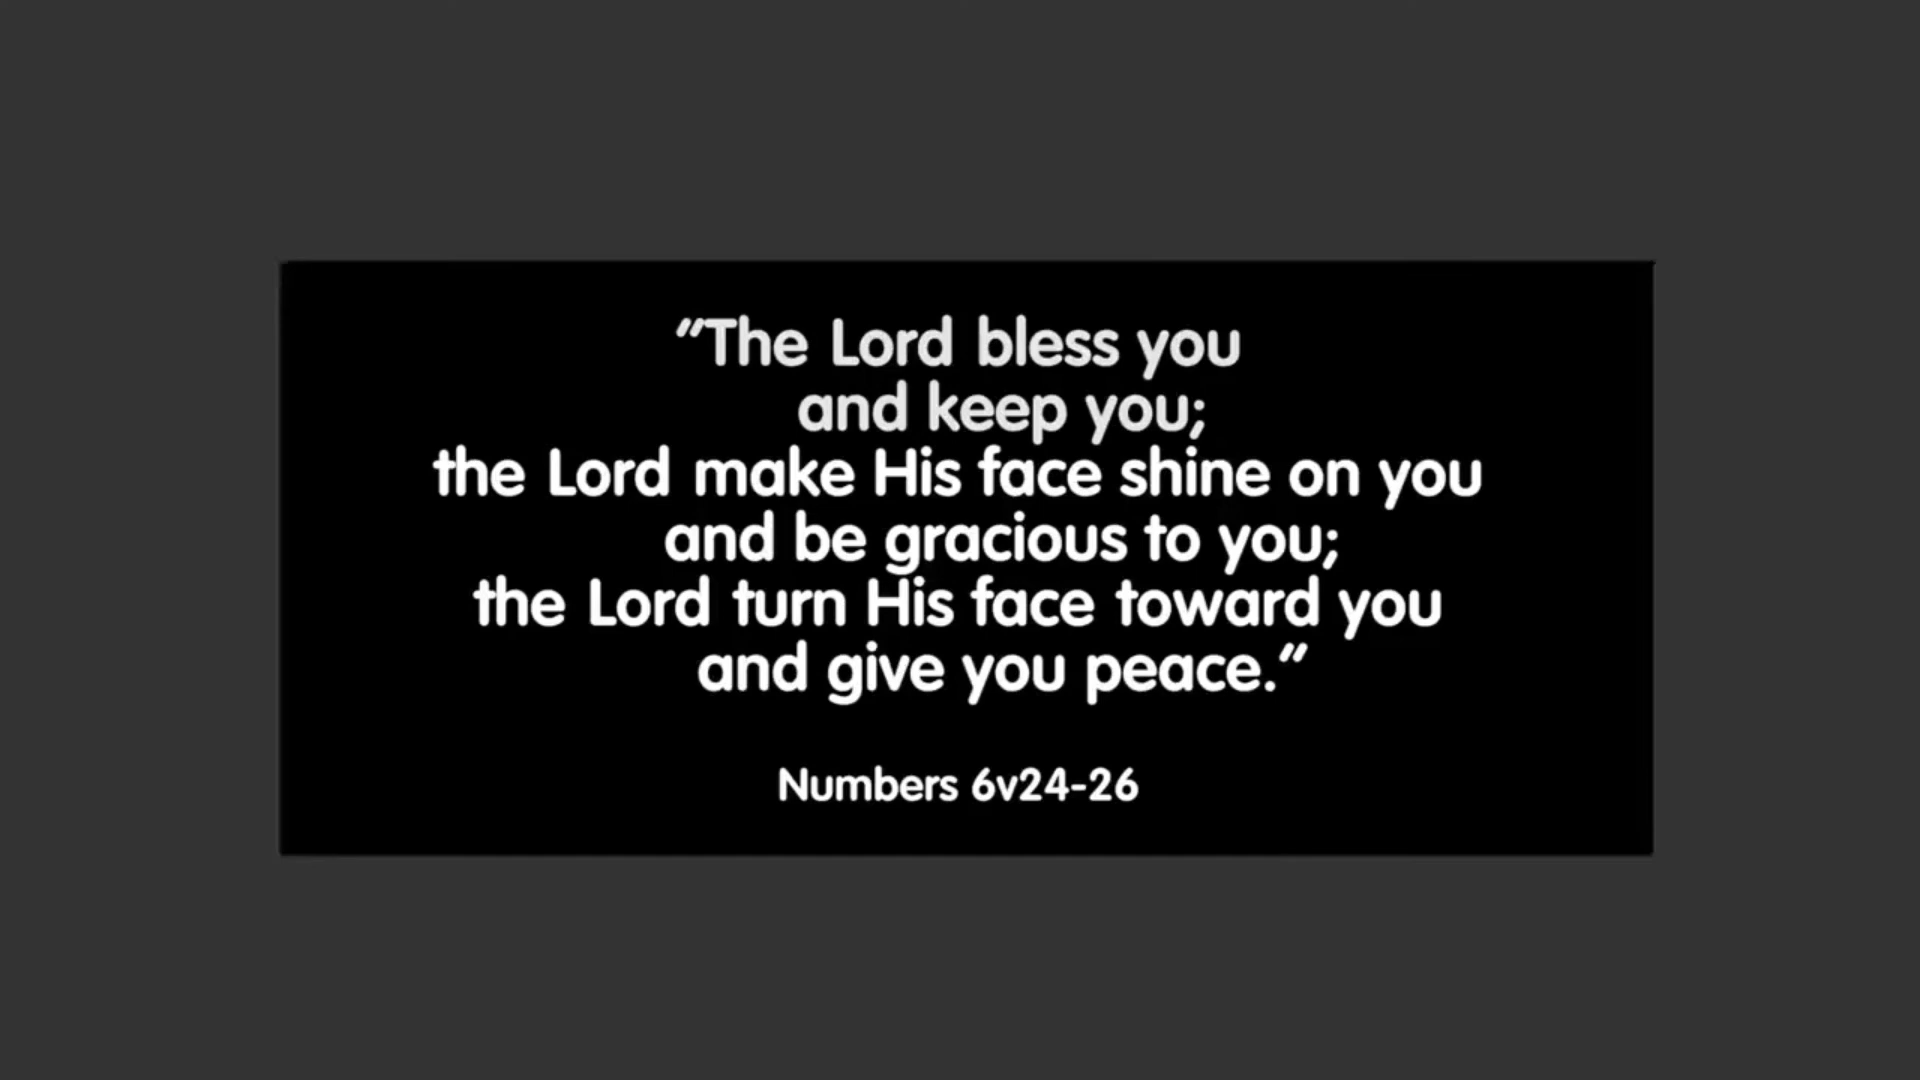 “The Lord bless you
and keep you;
the Lord make His face shine on you
and be gracious to you;
the Lord turn His face toward you
and give you peace.”
Numbers 6v24-26